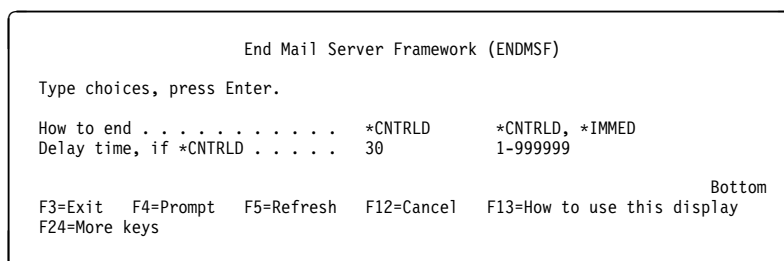 End Mail Server Framework (ENDMSF)
Type choices, press Enter.
How to end . . . . . . . . . . . *CNTRLD *CNTRLD, *IMMED
Delay time, if *CNTRLD . . . . . 30 1-999999
Bottom
F3=Exit F4=Prompt F5=Refresh F12=Cancel F13=How to use this display
F24=More keys